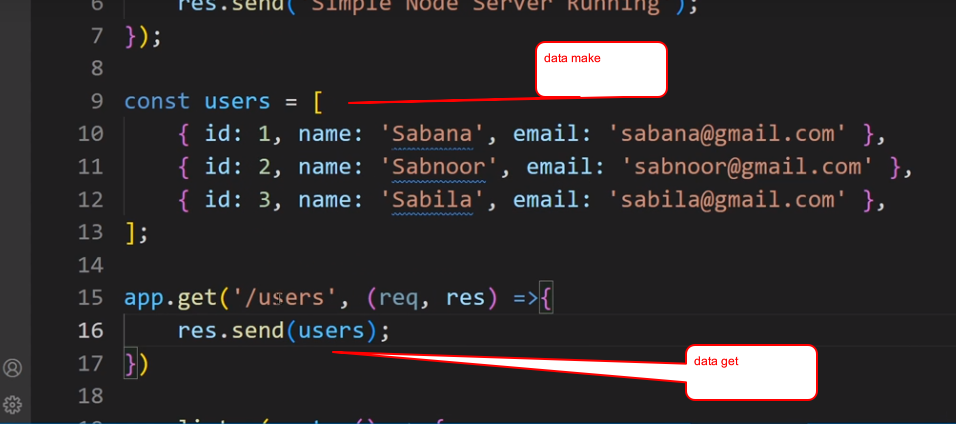 6 res.send('Simple Node Server Running');
7 });
8
data make
9 const users = [
10 { id: 1, name: 'Sabana', email: 'sabana@gmail.com' },
11 { id: 2, name: 'Sabnoor', email: 'sabnoor@gmail.com' },
12 { id: 3, name: 'Sabila', email: 'sabila@gmail.com' },
13 ];
14
15 app.get('/users', (req, res) =>{
16 res.send(users);
17 })
data get
18